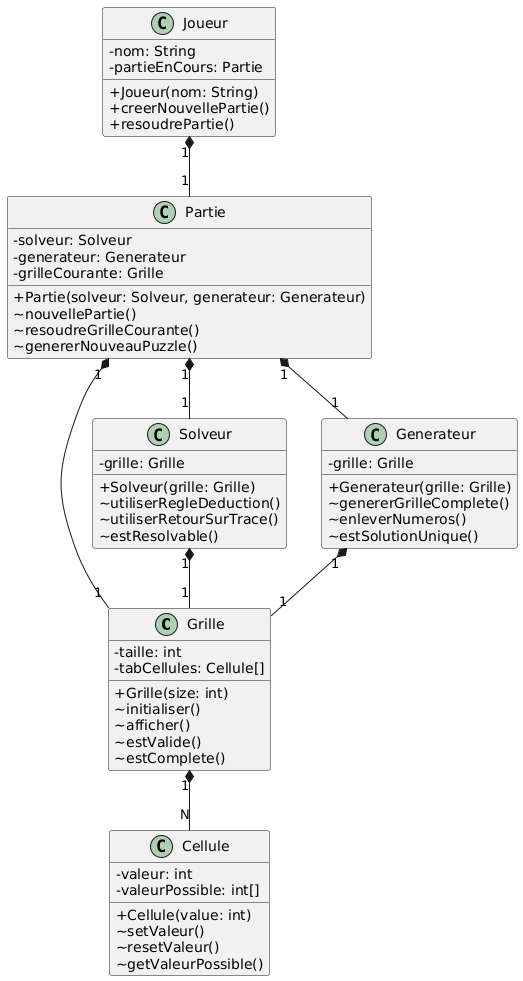 C Joueur
-nom: String
-partieEnCours: Partie
+Joueur(nom: String)
+creerNouvellePartie()
+resoudrePartie()
1
1
C Partie
-solveur: Solveur
-generateur: Generateur
-grilleCourante: Grille
+Partie(solveur: Solveur, generateur: Generateur)
~nouvellePartie()
~resoudreGrilleCourante()
~genererNouveauPuzzle()
1 1 1
1 1
C Solveur
-grille: Grille
+Solveur(grille: Grille)
~utiliserRegleDeduction()
~utiliserRetourSurTrace()
~estResolvable()
C Generateur
-grille: Grille
+Generateur(grille: Grille)
~genererGrilleComplete()
~enleverNumeros()
~estSolutionUnique()
1 1
1 1 1
C Grille
-taille: int
-tabCellules: Cellule[]
+Grille(size: int)
~initialiser()
~afficher()
~estValide()
~estComplete()
1
N
C Cellule
-valeur: int
-valeurPossible: int[]
+Cellule(value: int)
~setValeur()
~resetValeur()
~getValeurPossible()